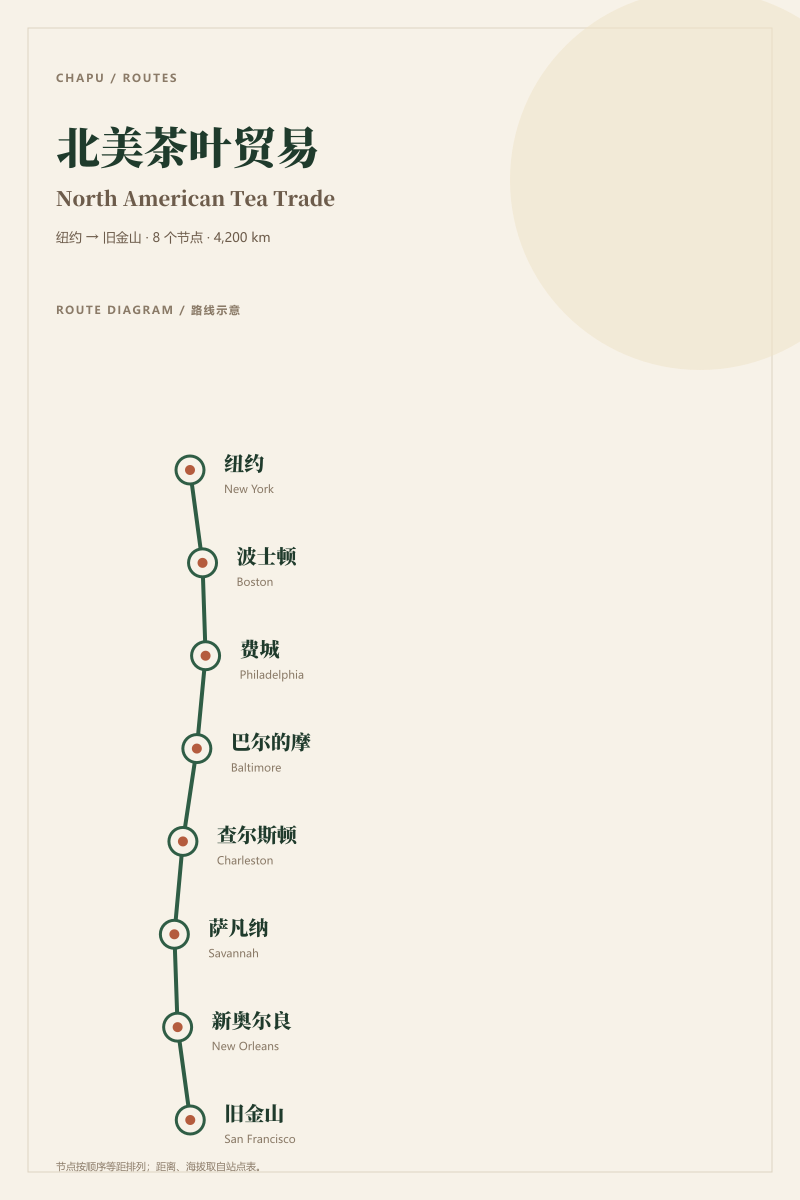 CHAPU / ROUTES
北美茶叶贸易
North American Tea Trade
纽约 → 旧金山 · 8 个节点 · 4,200 km
ROUTE DIAGRAM / 路线示意
纽约
New York
波士顿
Boston
费城
Philadelphia
巴尔的摩
Baltimore
查尔斯顿
Charleston
萨凡纳
Savannah
新奥尔良
New Orleans
旧金山
San Francisco
节点按顺序等距排列；距离、海拔取自站点表。